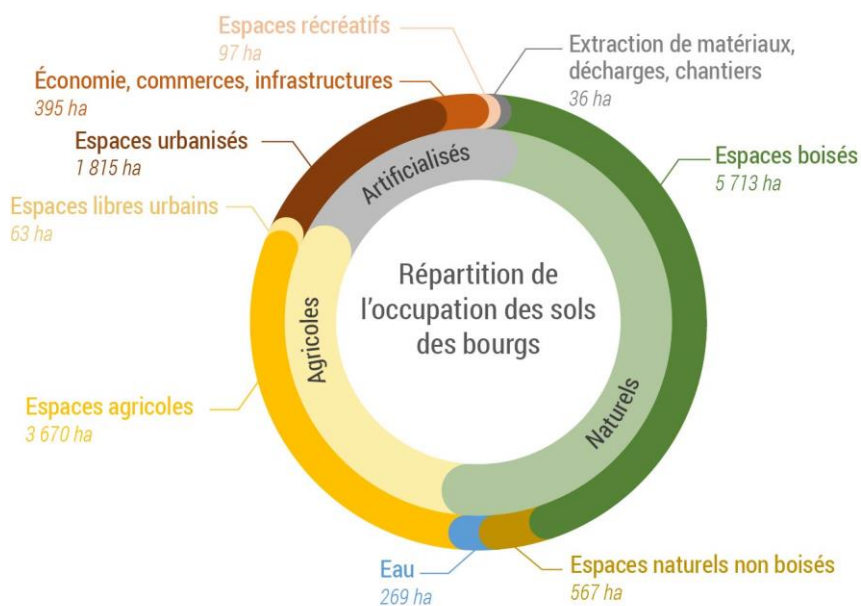 Espaces récréatifs
97 ha
Extraction de matériaux,
décharges, chantiers
36 ha
Économie, commerces, infrastructures
395 ha
Espaces urbanisés
1 815 ha
Espaces boisés
5 713 ha
Espaces libres urbains
63 ha
Artificialisés
Répartition de
l'occupation des sols
des bourgs
Agricoles
Naturels
Espaces agricoles
3 670 ha
Eau
269 ha
Espaces naturels non boisés
567 ha